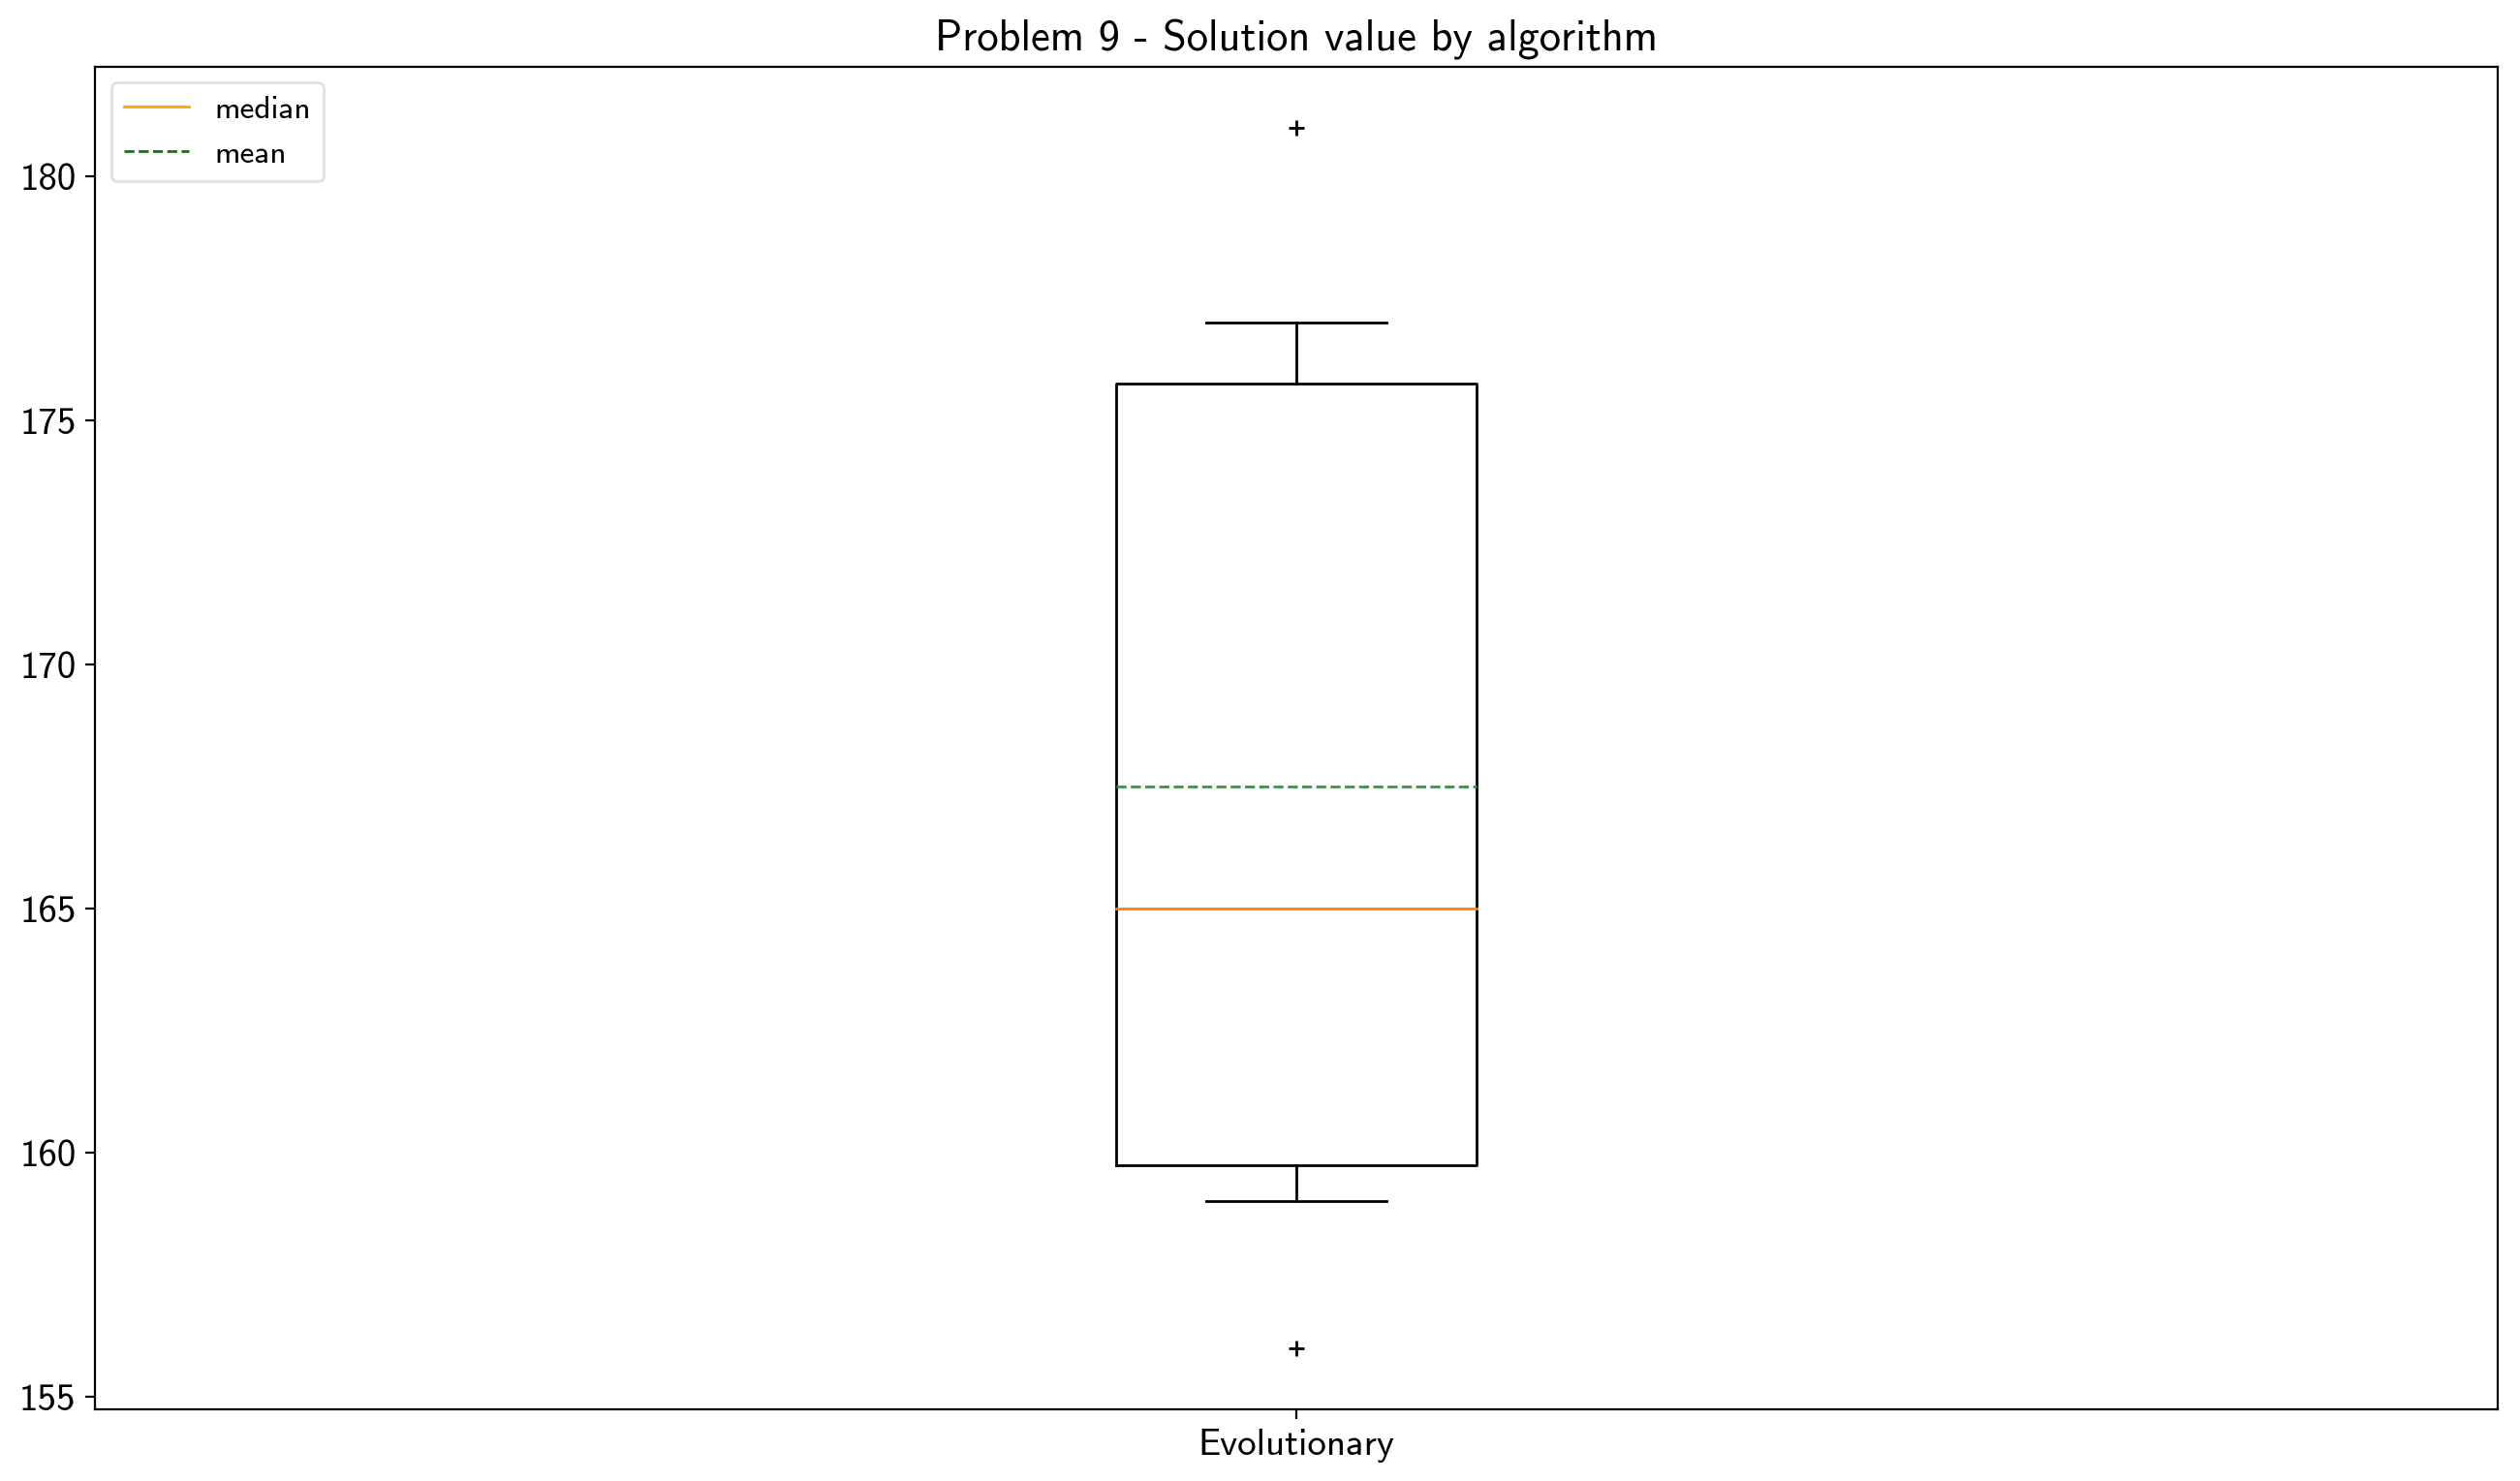 Problem 9 - Solution value by algorithm
median
mean
180
175
170
165
160
155
Evolutionary